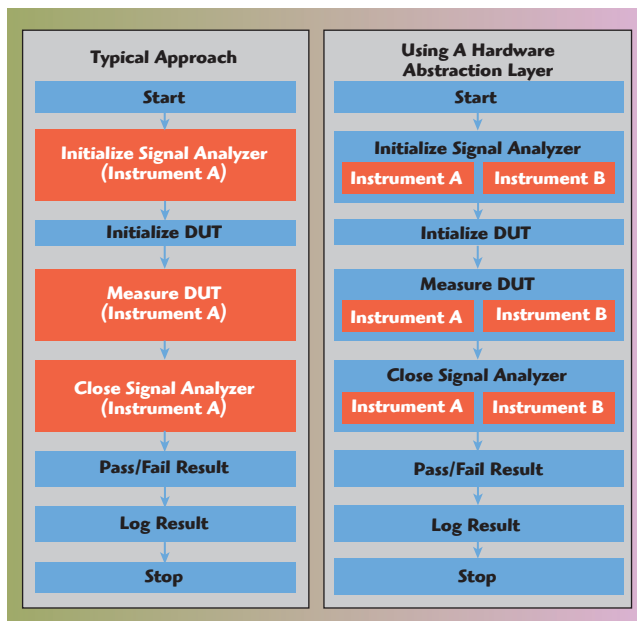 Typical Approach
Start
Initialize Signal Analyzer
(Instrument A)
Initialize DUT
Measure DUT
(Instrument A)
Close Signal Analyzer
(Instrument A)
Pass/Fail Result
Log Result
Stop
Using A Hardware
Abstraction Layer
Start
Initialize Signal Analyzer
Instrument A Instrument B
Intialize DUT
Measure DUT
Instrument A Instrument B
Close Signal Analyzer
Instrument A Instrument B
Pass/Fail Result
Log Result
Stop